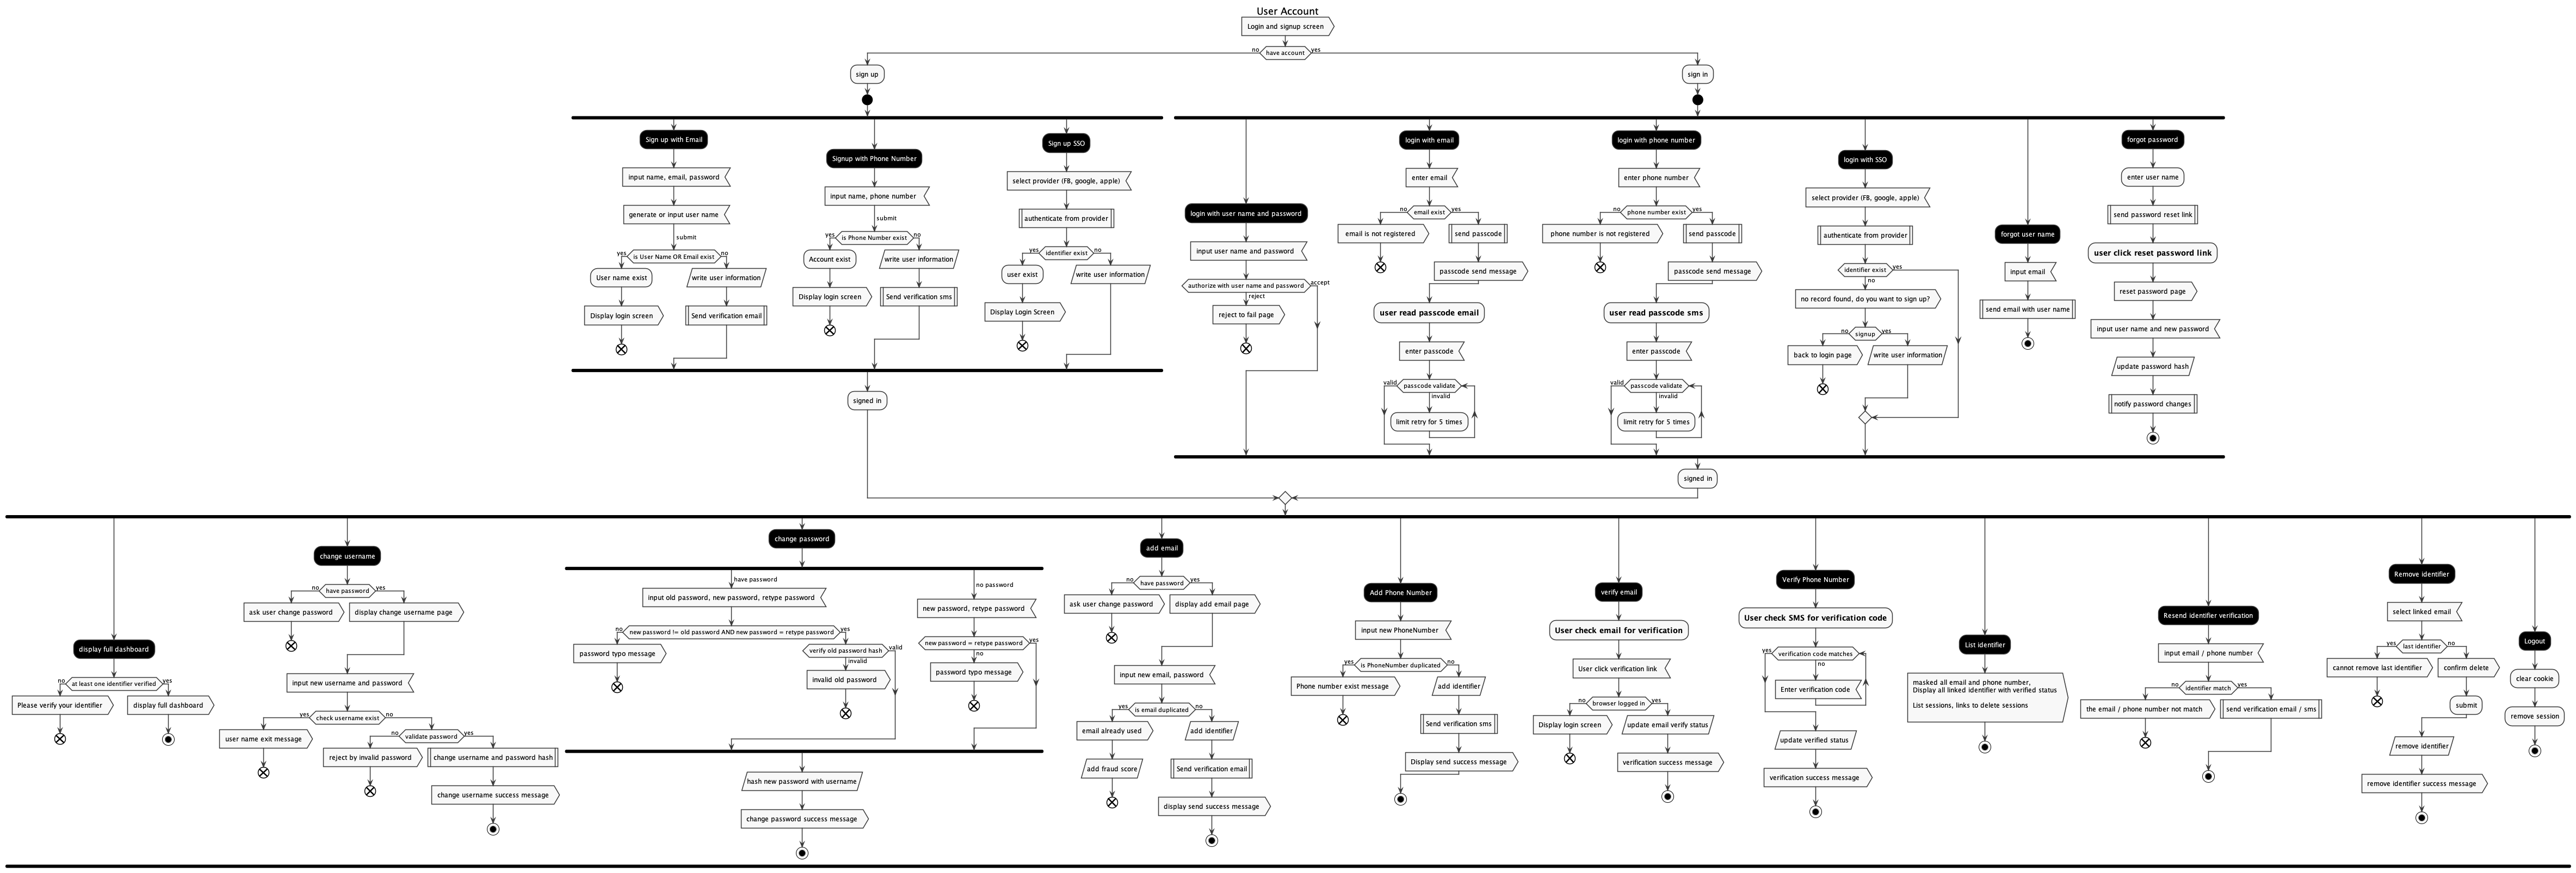 User Account
Login and signup screen
have account
no
yes
sign up
Sign up with Email
input name, email, password
generate or input user name
submit
is User Name OR Email exist
yes
no
User name exist
write user information
Display login screen
Send verification email
Signup with Phone Number
input name, phone number
submit
is Phone Number exist
yes
no
Account exist
write user information
Display login screen
Send verification sms
Sign up SSO
select provider (FB, google, apple)
authenticate from provider
identifier exist
yes
no
user exist
write user information
Display Login Screen
signed in
sign in
login with user name and password
input user name and password
authorize with user name and password
accept
reject
reject to fail page
login with email
enter email
email exist
no
yes
email is not registered
send passcode
passcode send message
user read passcode email
enter passcode
passcode validate
valid
invalid
limit retry for 5 times
login with phone number
enter phone number
phone number exist
no
yes
phone number is not registered
send passcode
passcode send message
user read passcode sms
enter passcode
passcode validate
valid
invalid
limit retry for 5 times
login with SSO
select provider (FB, google, apple)
authenticate from provider
identifier exist
yes
no
no record found, do you want to sign up?
signup
no
yes
back to login page
write user information
forgot user name
input email
send email with user name
forgot password
enter user name
send password reset link
user click reset password link
reset password page
input user name and new password
update password hash
notify password changes
signed in
display full dashboard
at least one identifier verified
no
yes
Please verify your identifier
display full dashboard
change username
have password
no
yes
ask user change password
display change username page
input new username and password
check username exist
yes
no
user name exit message
validate password
no
yes
reject by invalid password
change username and password hash
change username success message
change password
have password
input old password, new password, retype password
new password != old password AND new password = retype password
no
yes
password typo message
verify old password hash
valid
invalid
invalid old password
no password
new password, retype password
new password = retype password
yes
no
password typo message
hash new password with username
change password success message
add email
have password
no
yes
ask user change password
display add email page
input new email, password
is email duplicated
yes
no
email already used
add identifier
add fraud score
Send verification email
display send success message
Add Phone Number
input new PhoneNumber
is PhoneNumber duplicated
yes
no
Phone number exist message
add identifier
Send verification sms
Display send success message
verify email
User check email for verification
User click verification link
browser logged in
no
yes
Display login screen
update email verify status
verification success message
Verify Phone Number
User check SMS for verification code
verification code matches
yes
no
Enter verification code
update verified status
verification success message
List identifier
masked all email and phone number,
Display all linked identifier with verified status
List sessions, links to delete sessions
Resend identifier verification
input email / phone number
identifier match
no
yes
the email / phone number not match
send verification email / sms
Remove identifier
select linked email
last identifier
yes
no
cannot remove last identifier
confirm delete
submit
remove identifier
remove identifier success message
Logout
clear cookie
remove session